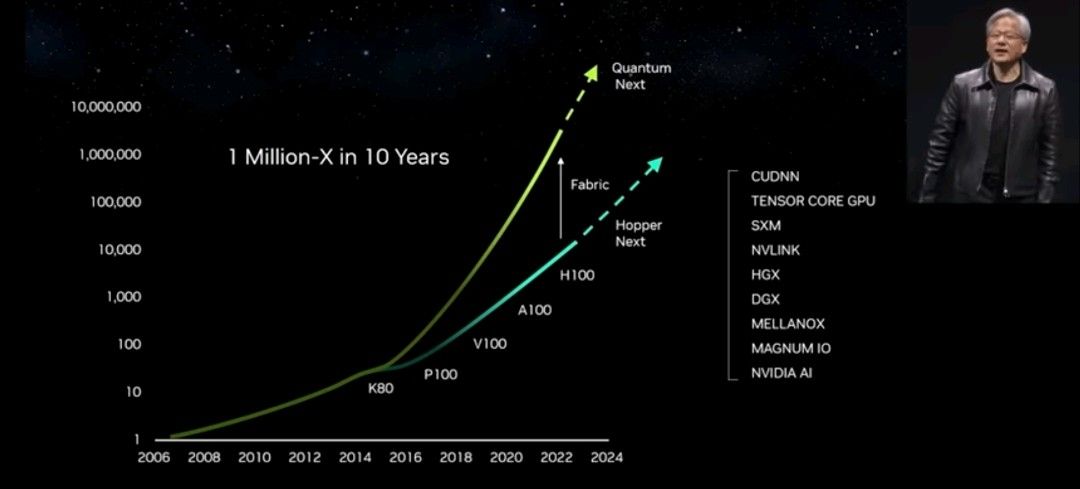 10,000,000
1,000,000
100,000
10,000
1,000
100
10
1
2006 2008 2010 2012 2014 2016 2018 2020 2022 2024
1 Million-X in 10 Years
Quantum
Next
Fabric
Hopper
Next
H100
A100
V100
P100
K80
CUDNN
TENSOR CORE GPU
SXM
NVLINK
HGX
DGX
MELLANOX
MAGNUM IO
NVIDIA AI